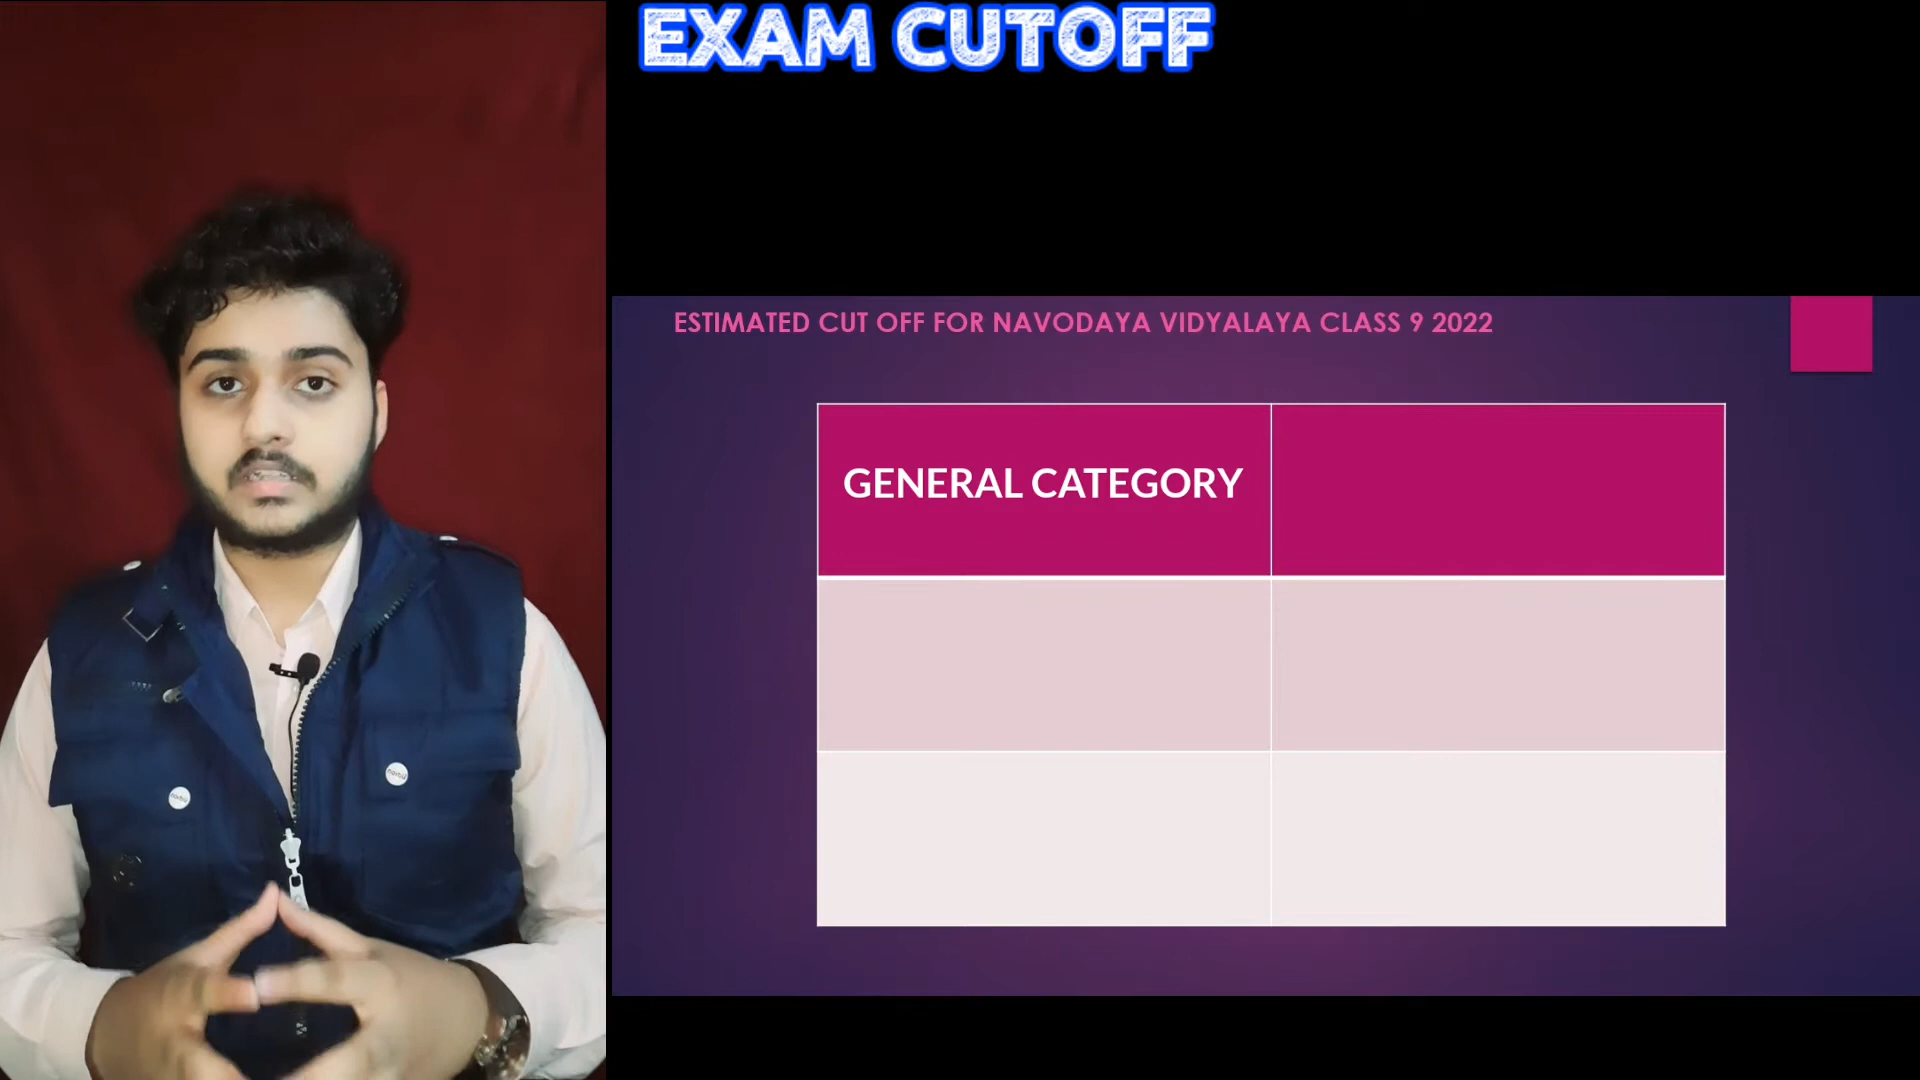 EXAM CUTOFF
ESTIMATED CUT OFF FOR NAVODAYA VIDYALAYA CLASS 9 2022
GENERAL CATEGORY